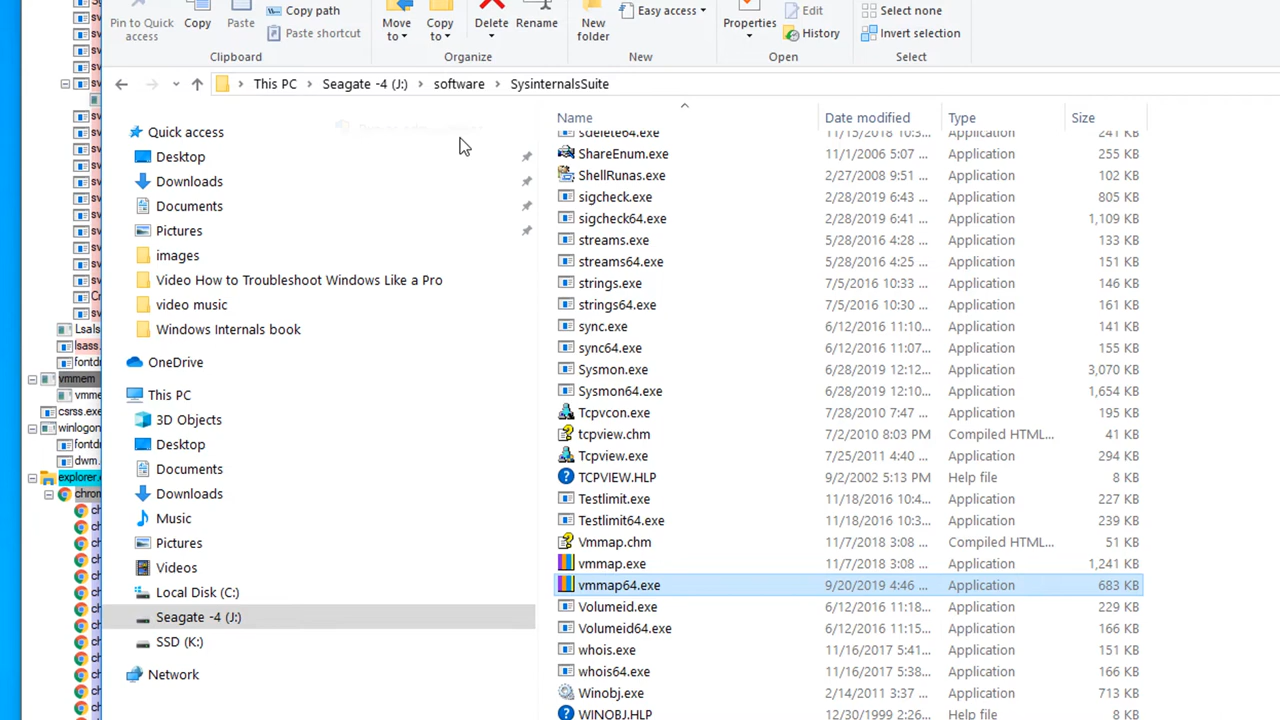 Pin to Quick access
Copy
Paste
Copy path
Paste shortcut
Clipboard
Move to
Copy to
Delete
Rename
Organize
New folder
Easy access
New
Properties
Edit
History
Open
Select none
Invert selection
Select
This PC > Seagate -4 (J:) > software > SysinternalsSuite
Quick access
Desktop
Downloads
Documents
Pictures
images
Video How to Troubleshoot Windows Like a Pro
video music
Windows Internals book
OneDrive
This PC
3D Objects
Desktop
Documents
Downloads
Music
Pictures
Videos
Local Disk (C:)
Seagate -4 (J:)
SSD (K:)
Network
Name Date modified Type Size
sdelete64.exe 11/15/2018 10:3... Application 241 KB
ShareEnum.exe 11/1/2006 5:07 ... Application 255 KB
ShellRunas.exe 2/27/2008 9:51 ... Application 102 KB
sigcheck.exe 2/28/2019 6:43 ... Application 805 KB
sigcheck64.exe 2/28/2019 6:41 ... Application 1,109 KB
streams.exe 5/28/2016 4:28 ... Application 133 KB
streams64.exe 5/28/2016 4:25 ... Application 151 KB
strings.exe 7/5/2016 10:33 ... Application 146 KB
strings64.exe 7/5/2016 10:30 ... Application 161 KB
sync.exe 6/12/2016 11:10... Application 141 KB
sync64.exe 6/12/2016 11:07... Application 155 KB
Sysmon.exe 6/28/2019 12:12... Application 3,070 KB
Sysmon64.exe 6/28/2019 12:10... Application 1,654 KB
Tcpvcon.exe 7/28/2010 7:47 ... Application 195 KB
tcpview.chm 7/2/2010 8:03 PM Compiled HTML... 41 KB
Tcpview.exe 7/25/2011 4:40 ... Application 294 KB
TCPVIEW.HLP 9/2/2002 5:13 PM Help file 8 KB
Testlimit.exe 11/18/2016 10:4... Application 227 KB
Testlimit64.exe 11/18/2016 10:3... Application 239 KB
Vmmap.chm 11/7/2018 3:08 ... Compiled HTML... 51 KB
vmmap.exe 11/7/2018 3:08 ... Application 1,241 KB
vmmap64.exe 9/20/2019 4:46 ... Application 683 KB
Volumeid.exe 6/12/2016 11:18... Application 229 KB
Volumeid64.exe 6/12/2016 11:15... Application 166 KB
whois.exe 11/16/2017 5:41... Application 151 KB
whois64.exe 11/16/2017 5:38... Application 166 KB
Winobj.exe 2/14/2011 3:37 ... Application 713 KB
WINOBJ.HLP 12/30/1999 2:26... Help file 8 KB
Lsals
lsass.
fontd
vmmem
vmme
csrss.exe
winlogon
fontd
dwm.e
explorer.e
chrom